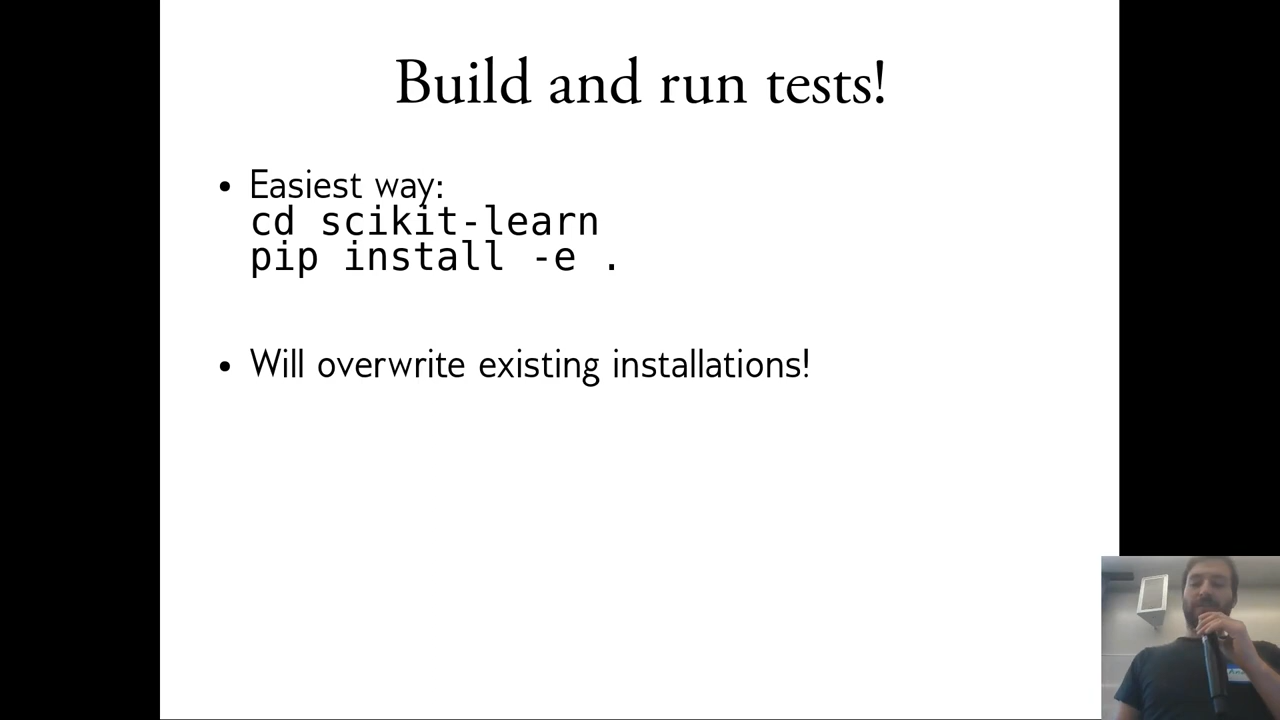 Build and run tests!
• Easiest way:
cd scikit-learn
pip install -e .
• Will overwrite existing installations!